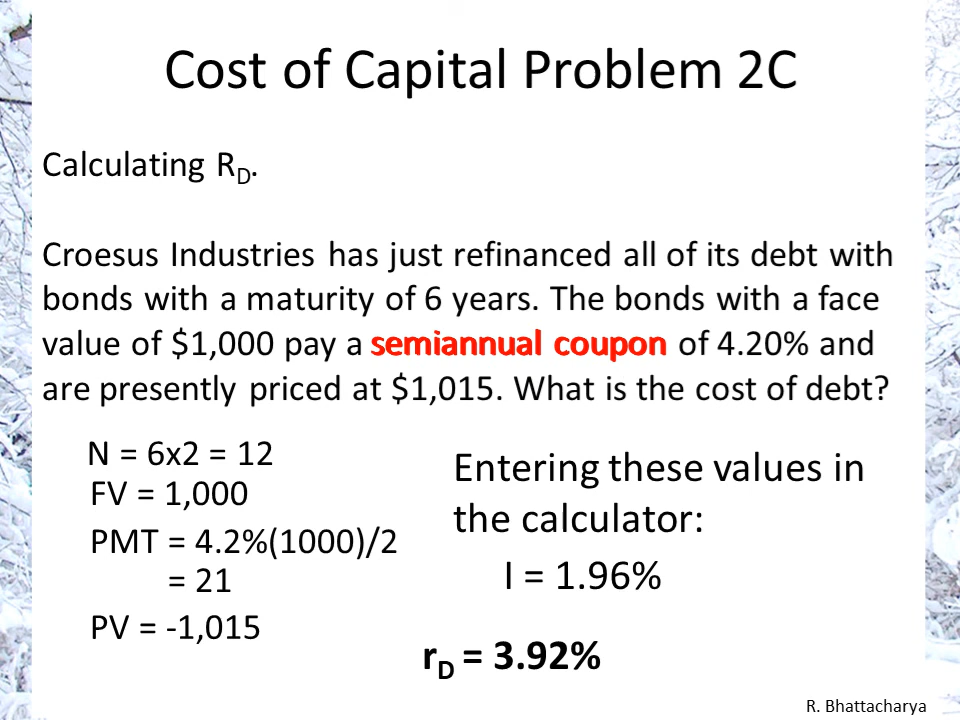 Cost of Capital Problem 2C
Calculating R_D.
Croesus Industries has just refinanced all of its debt with
bonds with a maturity of 6 years. The bonds with a face
value of $1,000 pay a semiannual coupon of 4.20% and
are presently priced at $1,015. What is the cost of debt?
N = 6x2 = 12
FV = 1,000
PMT = 4.2%(1000)/2
= 21
PV = -1,015
Entering these values in
the calculator:
I = 1.96%
r_D = 3.92%
R. Bhattacharya